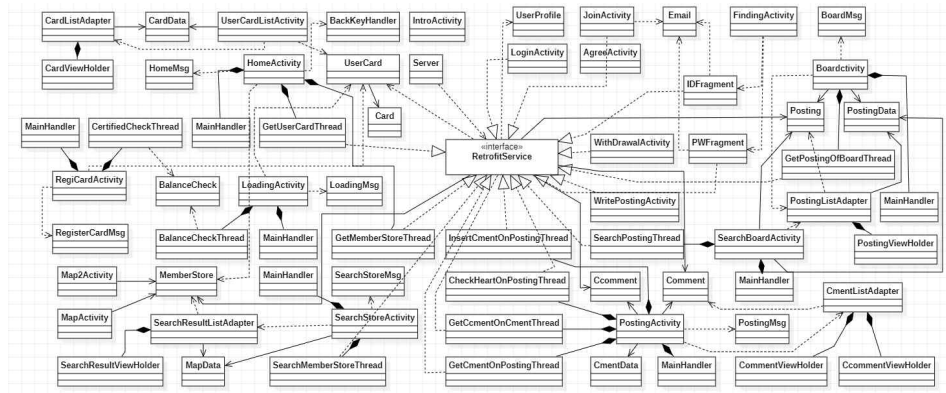 CardListAdapter
CardData
UserCardListActivity
BackKeyHandler
IntroActivity
UserProfile
JoinActivity
Email
FindingActivity
BoardMsg
CardViewHolder
HomeMsg
HomeActivity
UserCard
Server
LoginActivity
AgreeActivity
IDFragment
Boardctivity
Card
Posting
PostingData
MainHandler
CertifiedCheckThread
MainHandler
GetUserCardThread
«interface»
RetrofitService
WithDrawalActivity
PWFragment
GetPostingOfBoardThread
RegiCardActivity
BalanceCheck
LoadingActivity
LoadingMsg
WritePostingActivity
PostingListAdapter
MainHandler
RegisterCardMsg
BalanceCheckThread
MainHandler
GetMemberStoreThread
InsertCmentOnPostingThread
SearchPostingThread
SearchBoardActivity
PostingViewHolder
Map2Activity
MemberStore
MainHandler
SearchStoreMsg
CheckHeartOnPostingThread
Ccomment
Comment
MainHandler
CmentListAdapter
MapActivity
SearchResultListAdapter
SearchStoreActivity
GetCcmentOnCmentThread
PostingActivity
PostingMsg
SearchResultViewHolder
MapData
SearchMemberStoreThread
GetCmentOnPostingThread
CmentData
MainHandler
CommentViewHolder
CcommentViewHolder